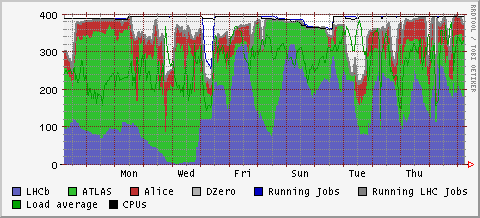 400
300
200
100
0
Mon Wed Fri Sun Tue Thu
LHCb ATLAS Alice DZero Running Jobs Running LHC Jobs
Load average CPUs
RRDTOOL / TOBI OETIKER